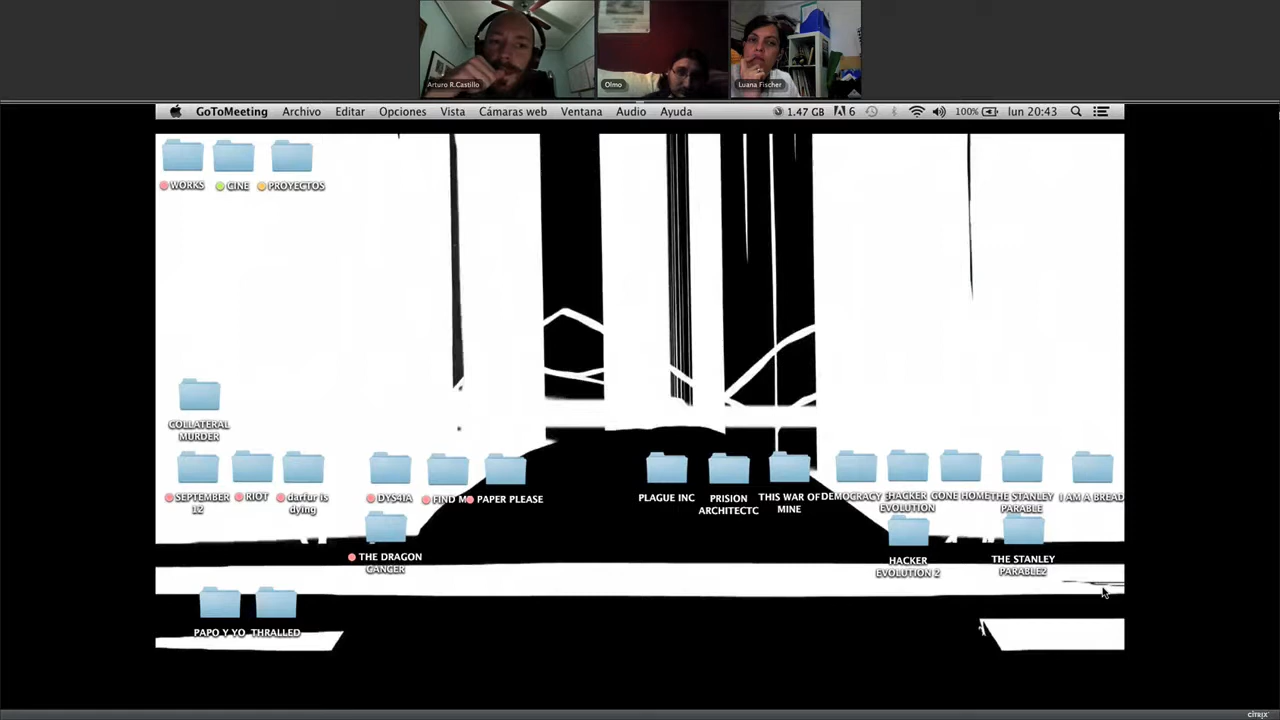 Arturo R.Castillo
Olmo
Luana Fischer
GoToMeeting Archivo Editar Opciones Vista Cámaras web Ventana Audio Ayuda 1.47 GB 6 100% lun 20:43
WORKS CINE PROYECTOS
COLLATERAL
MURDER
SEPTEMBER
12
RIOT
darfur is
dying
DYS4IA
FIND M
PAPER PLEASE
PLAGUE INC
PRISION
ARCHITECTC
THIS WAR OF
MINE
DEMOCRACY 3
HACKER
EVOLUTION
GONE HOME
THE STANLEY
PARABLE
I AM A BREAD
THE DRAGON
CANCER
HACKER
EVOLUTION 2
THE STANLEY
PARABLE2
PAPO Y YO THRALLED
CITRIX